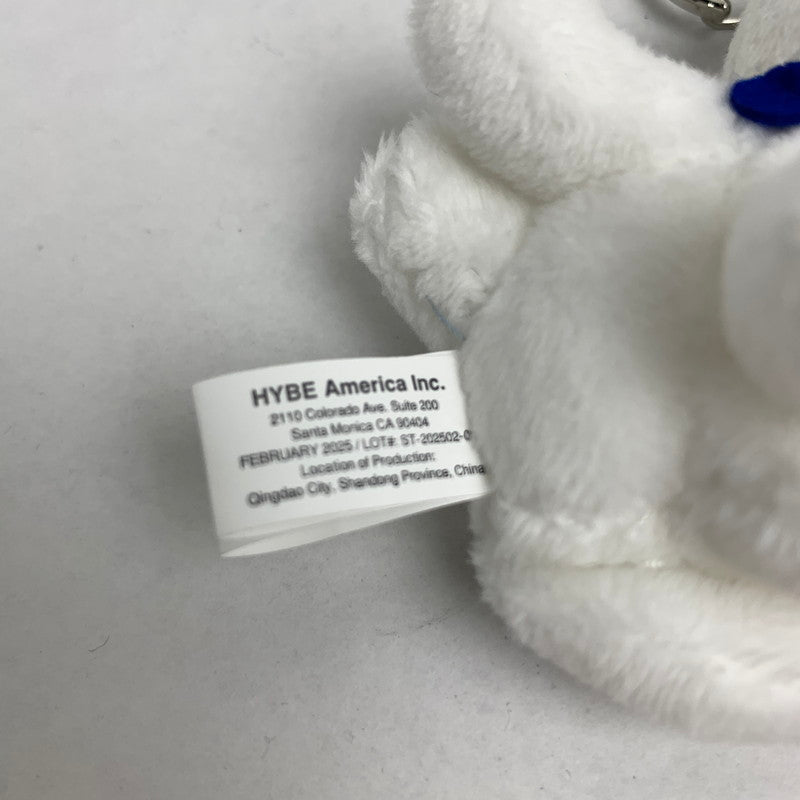 HYBE America Inc.
2110 Colorado Ave. Suite 200
Santa Monica CA 90404
FEBRUARY 2025 / LOT#: ST-202502-0
Location of Production:
Qingdao City, Shandong Province, China